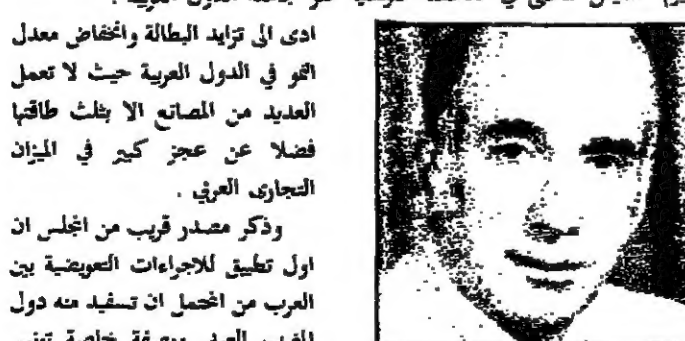 ادى الى تزايد البطالة وانخفاض معدل
النمو في الدول العربية حيث لا تعمل
العديد من المصانع الا بثلث طاقتها
فضلا عن عجز كبير في الميزان
التجارى العربي .
وذكر مصدر قريب من المجلس ان
اول تطبيق للاجراءات التعويضية بين
العرب من المحتمل ان تستفيد منه دول